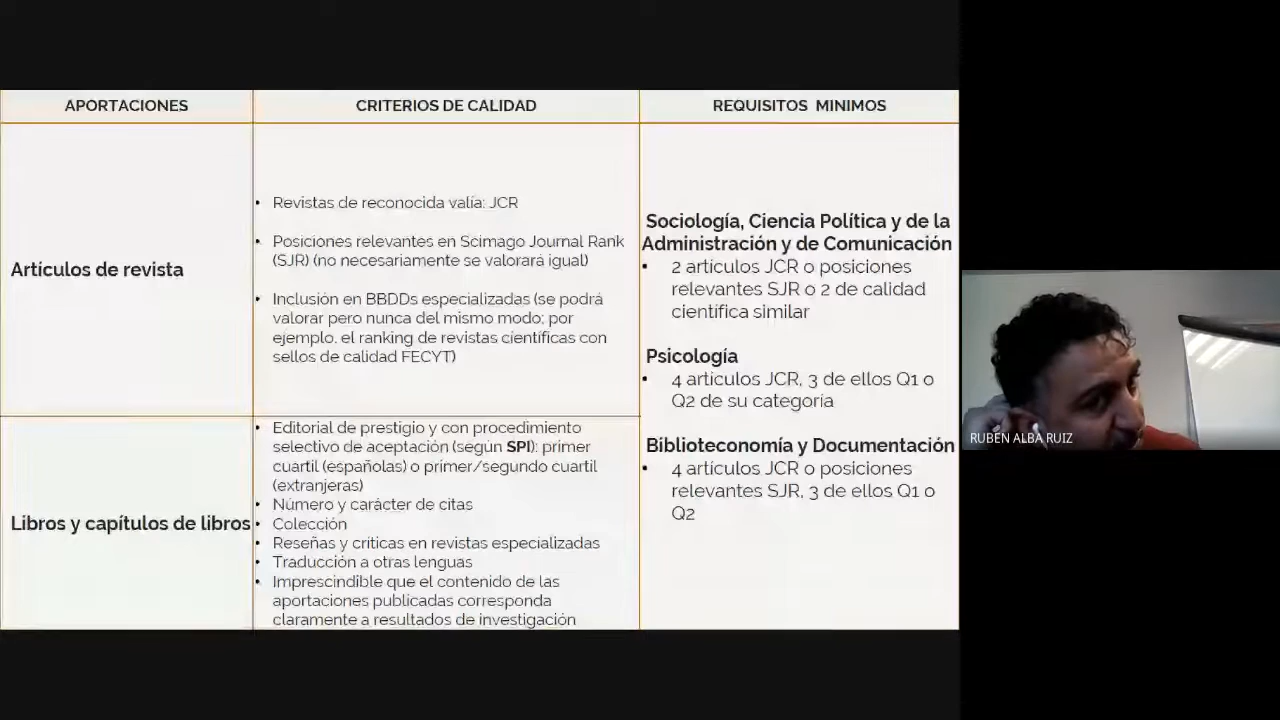 APORTACIONES
CRITERIOS DE CALIDAD
REQUISITOS MINIMOS
Artículos de revista
• Revistas de reconocida valía: JCR
• Posiciones relevantes en Scimago Journal Rank
(SJR) (no necesariamente se valorará igual)
• Inclusión en BBDDs especializadas (se podrá
valorar pero nunca del mismo modo; por
ejemplo, el ranking de revistas científicas con
sellos de calidad FECYT)
Libros y capítulos de libros
• Editorial de prestigio y con procedimiento
selectivo de aceptación (según SPI): primer
cuartil (españolas) o primer/segundo cuartil
(extranjeras)
• Número y carácter de citas
• Colección
• Reseñas y críticas en revistas especializadas
• Traducción a otras lenguas
• Imprescindible que el contenido de las
aportaciones publicadas corresponda
claramente a resultados de investigación
Sociología, Ciencia Política y de la
Administración y de Comunicación
• 2 artículos JCR o posiciones
relevantes SJR o 2 de calidad
científica similar
Psicología
• 4 artículos JCR, 3 de ellos Q1 o
Q2 de su categoría
Biblioteconomía y Documentación
• 4 artículos JCR o posiciones
relevantes SJR, 3 de ellos Q1 o
Q2
RUBEN ALBA RUIZ